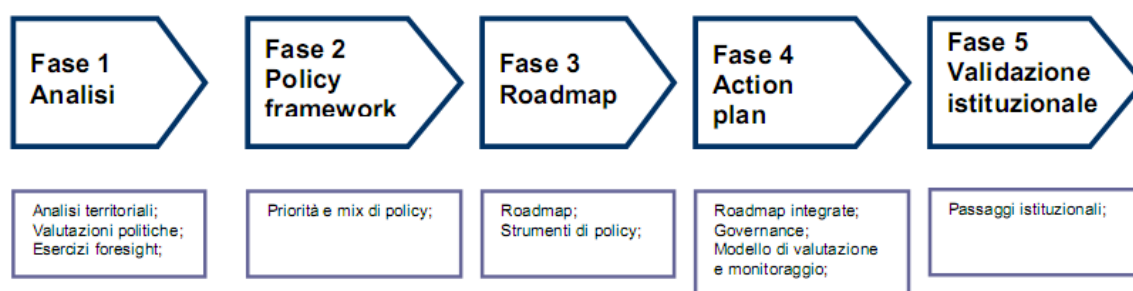 Fase 1
Analisi
Fase 2
Policy
framework
Fase 3
Roadmap
Fase 4
Action
plan
Fase 5
Validazione
istituzionale
Analisi territoriali;
Valutazioni politiche;
Esercizi foresight;
Priorità e mix di policy;
Roadmap;
Strumenti di policy;
Roadmap integrate;
Governance;
Modello di valutazione
e monitoraggio;
Passaggi istituzionali;